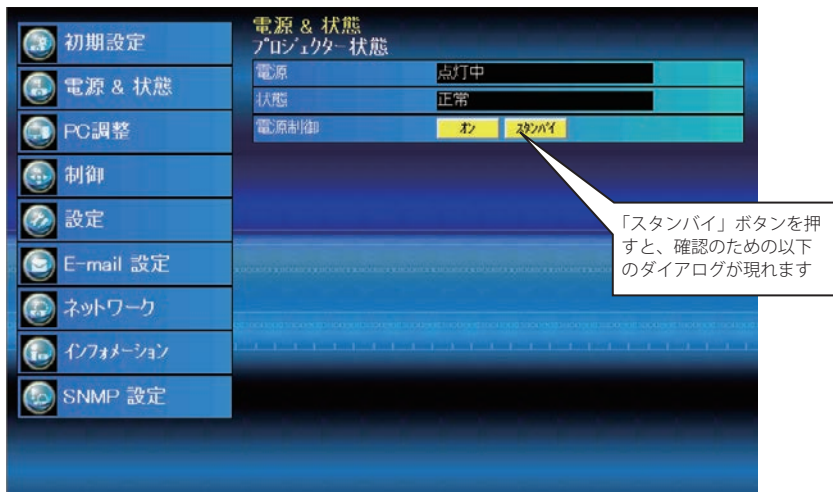 初期設定
電源 & 状態
PC調整
制御
設定
E-mail 設定
ネットワーク
インフォメーション
SNMP 設定
電源 & 状態
プロジェクター状態
電源 点灯中
状態 正常
電源制御 オン スタンバイ
「スタンバイ」ボタンを押
すと、確認のための以下
のダイアログが現れます